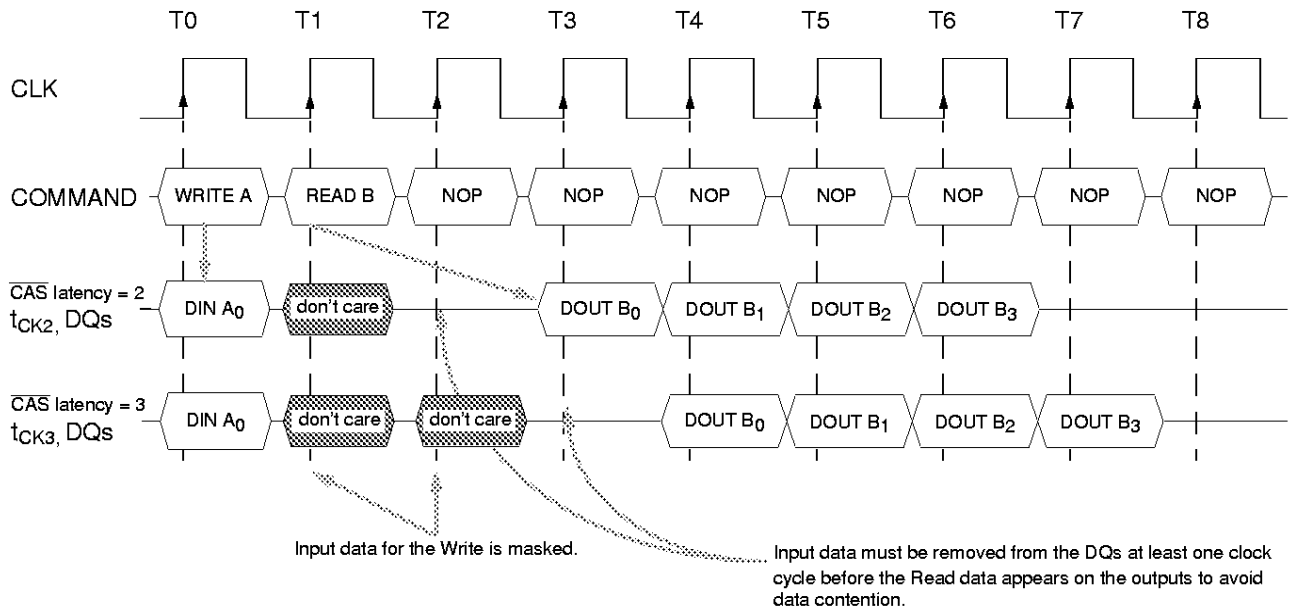 T0 T1 T2 T3 T4 T5 T6 T7 T8
CLK
COMMAND WRITE A READ B NOP NOP NOP NOP NOP NOP NOP
CAS latency = 2
tCK2, DQs DIN A0 don't care DOUT B0 DOUT B1 DOUT B2 DOUT B3
CAS latency = 3
tCK3, DQs DIN A0 don't care don't care DOUT B0 DOUT B1 DOUT B2 DOUT B3
Input data for the Write is masked.
Input data must be removed from the DQs at least one clock
cycle before the Read data appears on the outputs to avoid
data contention.